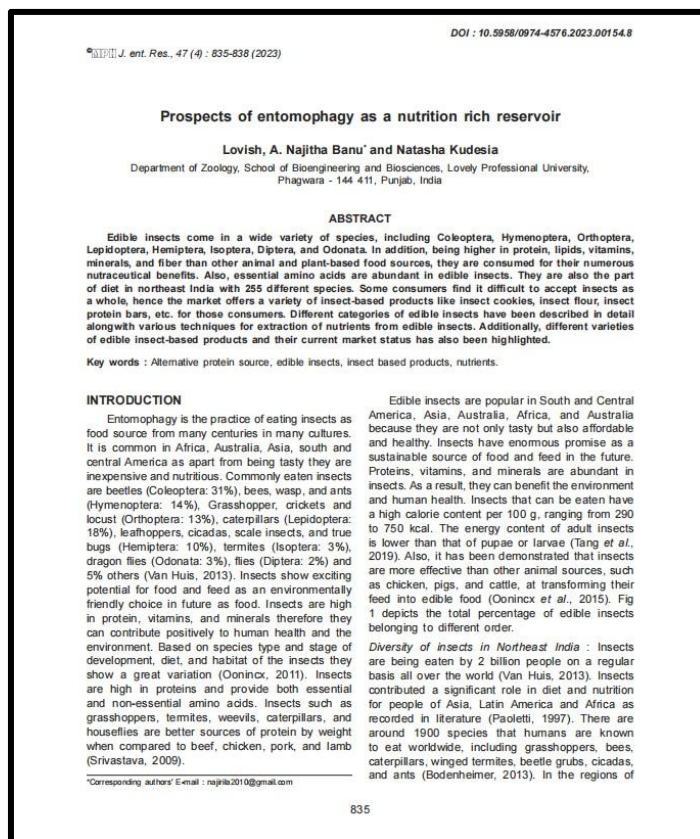 DOI : 10.5958/0974-4576.2023.00154.8
©MPH J. ent. Res., 47 (4) : 835-838 (2023)
Prospects of entomophagy as a nutrition rich reservoir
Lovish, A. Najitha Banu* and Natasha Kudesia
Department of Zoology, School of Bioengineering and Biosciences, Lovely Professional University,
Phagwara - 144 411, Punjab, India
ABSTRACT
Edible insects come in a wide variety of species, including Coleoptera, Hymenoptera, Orthoptera,
Lepidoptera, Hemiptera, Isoptera, Diptera, and Odonata. In addition, being higher in protein, lipids, vitamins,
minerals, and fiber than other animal and plant-based food sources, they are consumed for their numerous
nutraceutical benefits. Also, essential amino acids are abundant in edible insects. They are also the part
of diet in northeast India with 255 different species. Some consumers find it difficult to accept insects as
a whole, hence the market offers a variety of insect-based products like insect cookies, insect flour, insect
protein bars, etc. for those consumers. Different categories of edible insects have been described in detail
alongwith various techniques for extraction of nutrients from edible insects. Additionally, different varieties
of edible insect-based products and their current market status has also been highlighted.
Key words : Alternative protein source, edible insects, insect based products, nutrients.
INTRODUCTION
Entomophagy is the practice of eating insects as
food source from many centuries in many cultures.
It is common in Africa, Australia, Asia, south and
central America as apart from being tasty they are
inexpensive and nutritious. Commonly eaten insects
are beetles (Coleoptera: 31%), bees, wasp, and ants
(Hymenoptera: 14%), Grasshopper, crickets and
locust (Orthoptera: 13%), caterpillars (Lepidoptera:
18%), leafhoppers, cicadas, scale insects, and true
bugs (Hemiptera: 10%), termites (Isoptera: 3%),
dragon flies (Odonata: 3%), flies (Diptera: 2%) and
5% others (Van Huis, 2013). Insects show exciting
potential for food and feed as an environmentally
friendly choice in future as food. Insects are high
in protein, vitamins, and minerals therefore they
can contribute positively to human health and the
environment. Based on species type and stage of
development, diet, and habitat of the insects they
show a great variation (Oonincx, 2011). Insects
are high in proteins and provide both essential
and non-essential amino acids. Insects such as
grasshoppers, termites, weevils, caterpillars, and
houseflies are better sources of protein by weight
when compared to beef, chicken, pork, and lamb
(Srivastava, 2009).
*Corresponding authors' E-mail : najirila2010@gmail.com
Edible insects are popular in South and Central
America, Asia, Australia, Africa, and Australia
because they are not only tasty but also affordable
and healthy. Insects have enormous promise as a
sustainable source of food and feed in the future.
Proteins, vitamins, and minerals are abundant in
insects. As a result, they can benefit the environment
and human health. Insects that can be eaten have
a high calorie content per 100 g, ranging from 290
to 750 kcal. The energy content of adult insects
is lower than that of pupae or larvae (Tang et al.,
2019). Also, it has been demonstrated that insects
are more effective than other animal sources, such
as chicken, pigs, and cattle, at transforming their
feed into edible food (Oonincx et al., 2015). Fig
1 depicts the total percentage of edible insects
belonging to different order.
Diversity of insects in Northeast India : Insects
are being eaten by 2 billion people on a regular
basis all over the world (Van Huis, 2013). Insects
contributed a significant role in diet and nutrition
for people of Asia, Latin America and Africa as
recorded in literature (Paoletti, 1997). There are
around 1900 species that humans are known
to eat worldwide, including grasshoppers, bees,
caterpillars, winged termites, beetle grubs, cicadas,
and ants (Bodenheimer, 2013). In the regions of
835